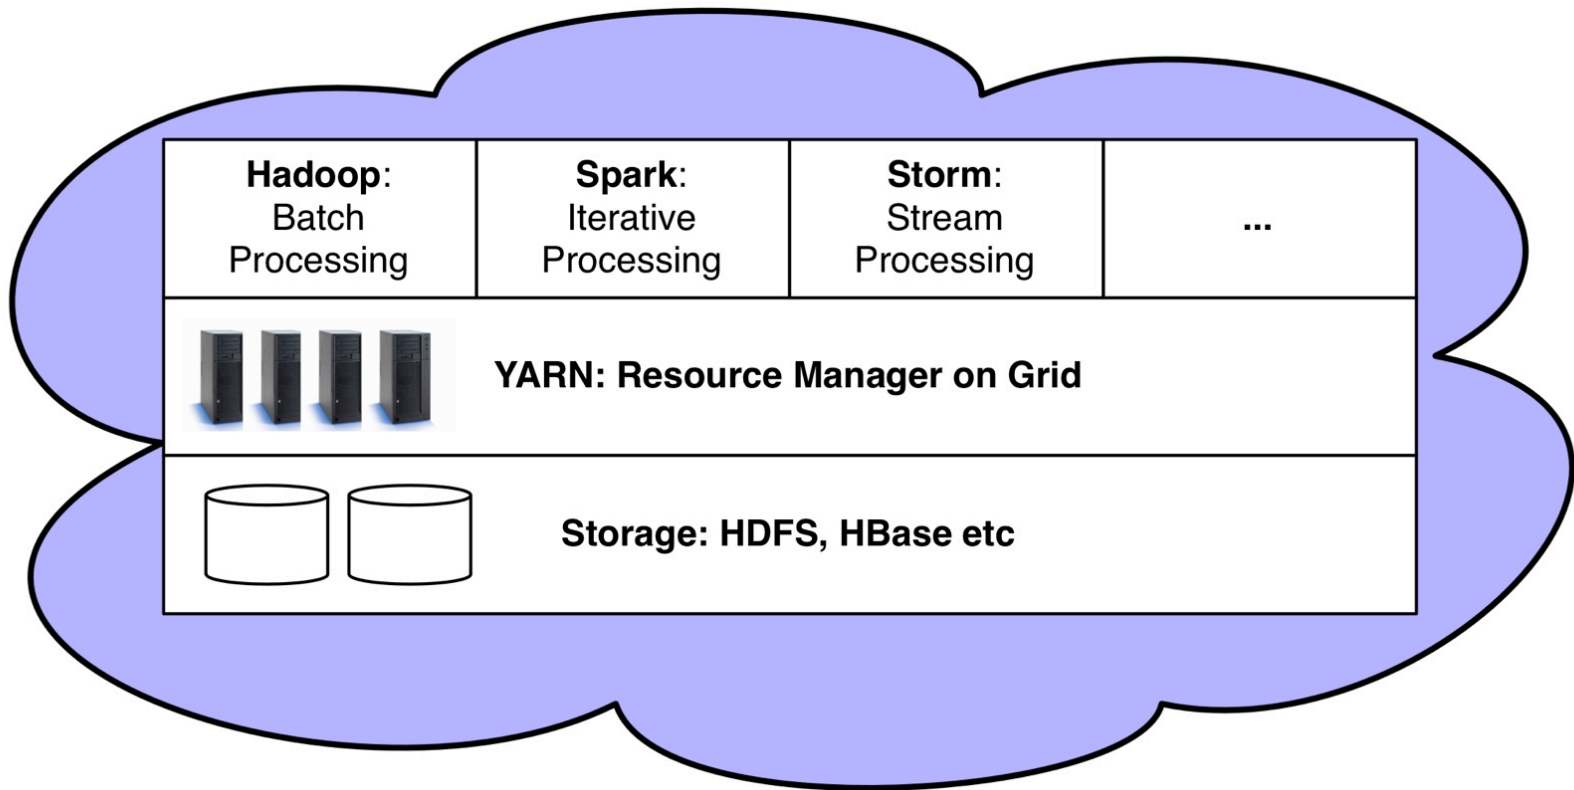 Hadoop:
Batch
Processing
Spark:
Iterative
Processing
Storm:
Stream
Processing
...
YARN: Resource Manager on Grid
Storage: HDFS, HBase etc